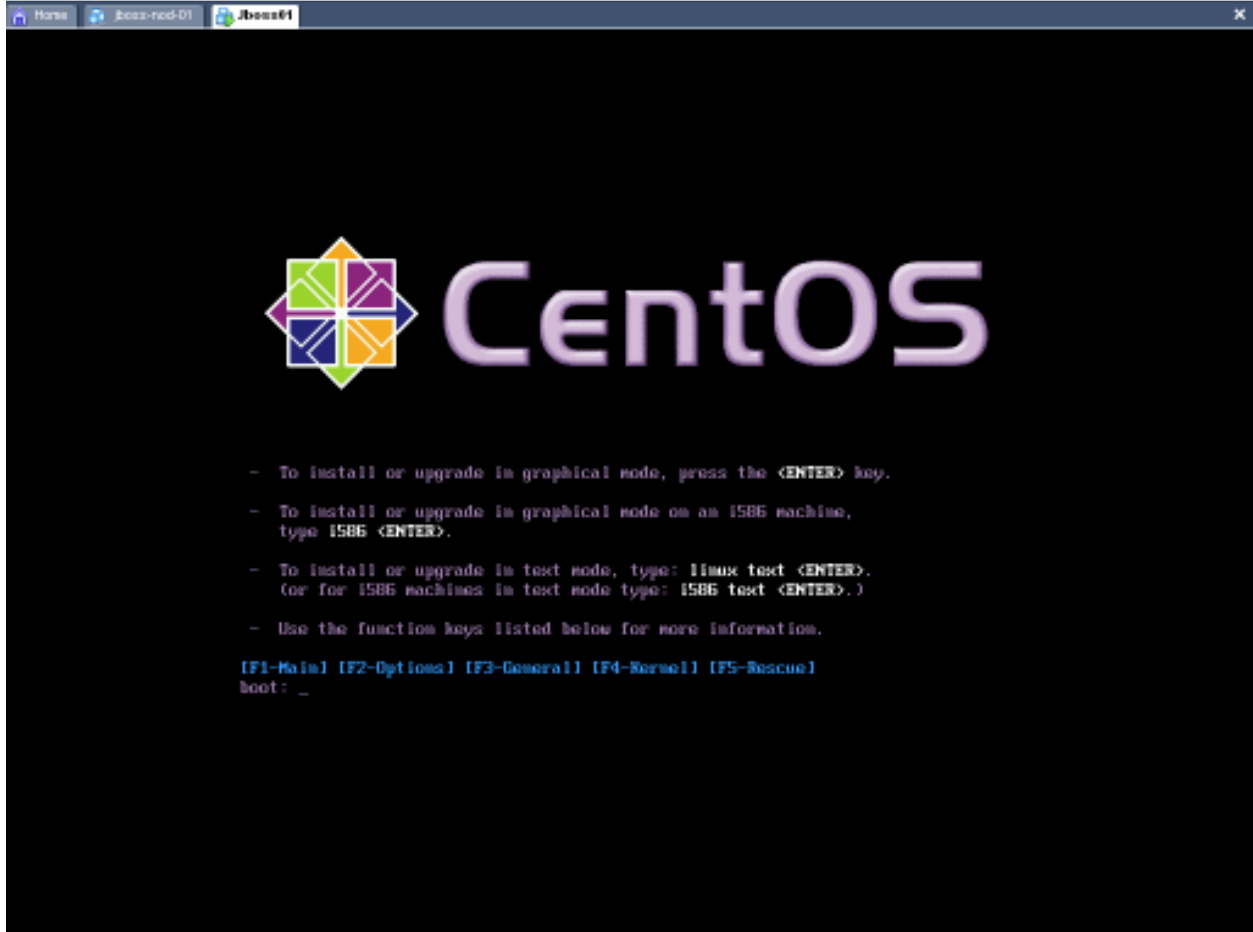 Home jboss-nod-01 Jboss01
CentOS
- To install or upgrade in graphical mode, press the <ENTER> key.
- To install or upgrade in graphical mode on an i586 machine,
type i586 <ENTER>.
- To install or upgrade in text mode, type: linux text <ENTER>.
(or for i586 machines in text mode type: i586 text <ENTER>.)
- Use the function keys listed below for more information.
[F1-Main] [F2-Options] [F3-General] [F4-Kernel] [F5-Rescue]
boot: _